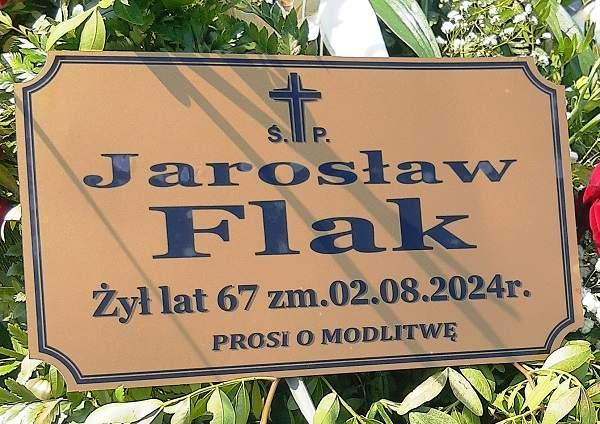 Ś. P.
Jarosław
Flak
Żył lat 67 zm.02.08.2024r.
PROSI O MODLITWĘ